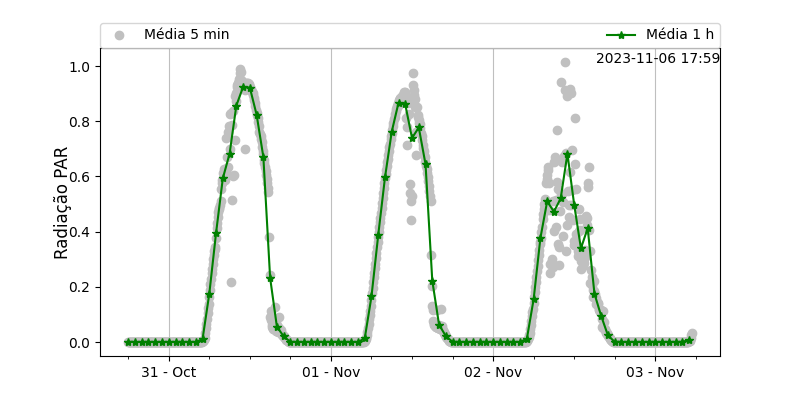 Média 5 min
Média 1 h
2023-11-06 17:59
Radiação PAR
1.0
0.8
0.6
0.4
0.2
0.0
31 - Oct
01 - Nov
02 - Nov
03 - Nov